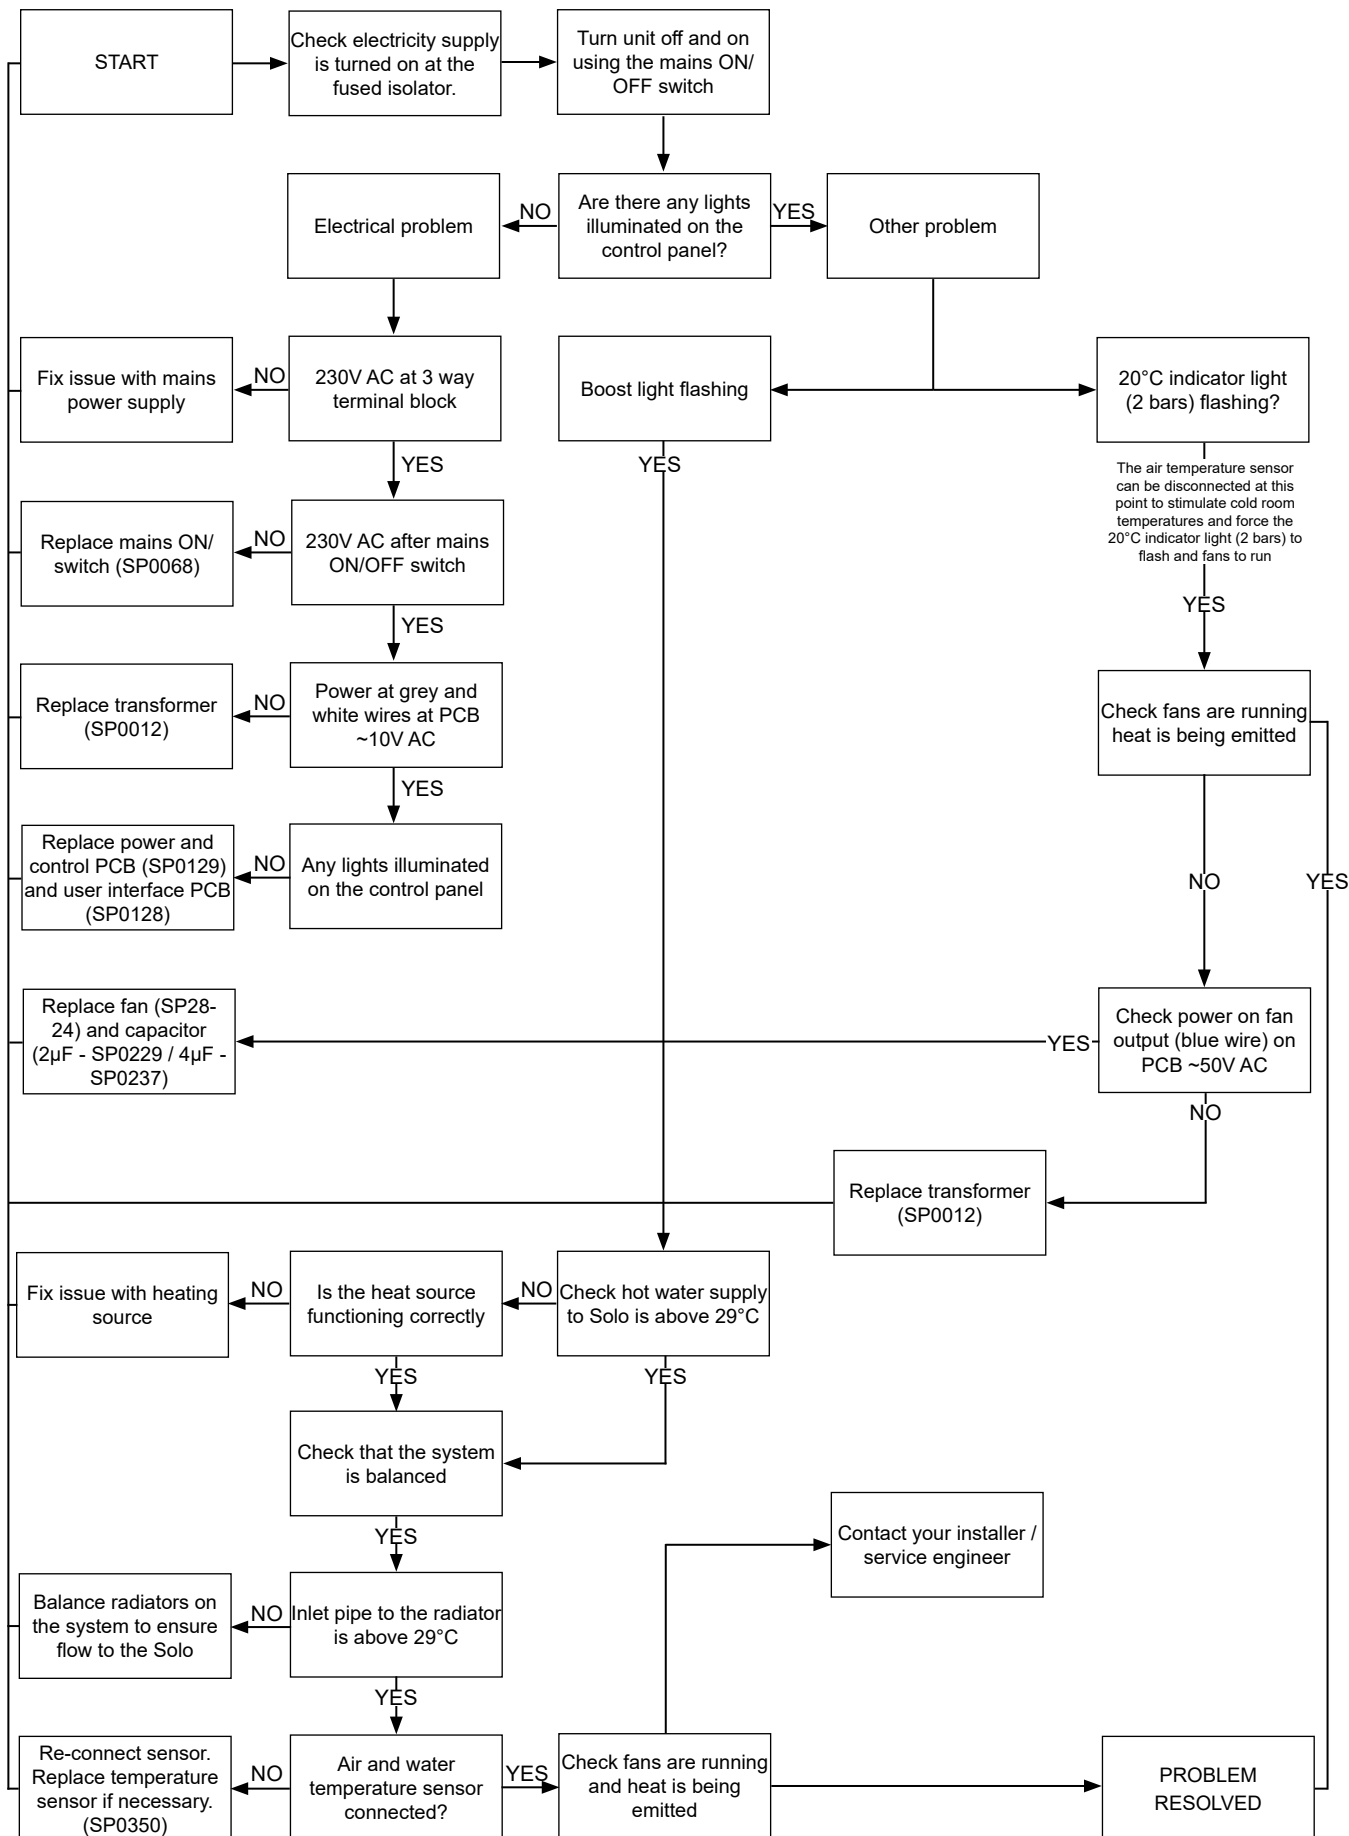 START
Check electricity supply
is turned on at the
fused isolator.
Turn unit off and on
using the mains ON/
OFF switch
Electrical problem
NO
Are there any lights
illuminated on the
control panel?
YES
Other problem
Fix issue with mains
power supply
NO
230V AC at 3 way
terminal block
Boost light flashing
20°C indicator light
(2 bars) flashing?
YES
YES
The air temperature sensor
can be disconnected at this
point to stimulate cold room
temperatures and force the
20°C indicator light (2 bars) to
flash and fans to run
Replace mains ON/
switch (SP0068)
NO
230V AC after mains
ON/OFF switch
YES
YES
Replace transformer
(SP0012)
NO
Power at grey and
white wires at PCB
~10V AC
Check fans are running
heat is being emitted
YES
Replace power and
control PCB (SP0129)
and user interface PCB
(SP0128)
NO
Any lights illuminated
on the control panel
NO
YES
Replace fan (SP28-
24) and capacitor
(2µF - SP0229 / 4µF -
SP0237)
YES
Check power on fan
output (blue wire) on
PCB ~50V AC
NO
Replace transformer
(SP0012)
Fix issue with heating
source
NO
Is the heat source
functioning correctly
NO
Check hot water supply
to Solo is above 29°C
YES
YES
Check that the system
is balanced
YES
Contact your installer /
service engineer
Balance radiators on
the system to ensure
flow to the Solo
NO
Inlet pipe to the radiator
is above 29°C
YES
Re-connect sensor.
Replace temperature
sensor if necessary.
(SP0350)
NO
Air and water
temperature sensor
connected?
YES
Check fans are running
and heat is being
emitted
PROBLEM
RESOLVED